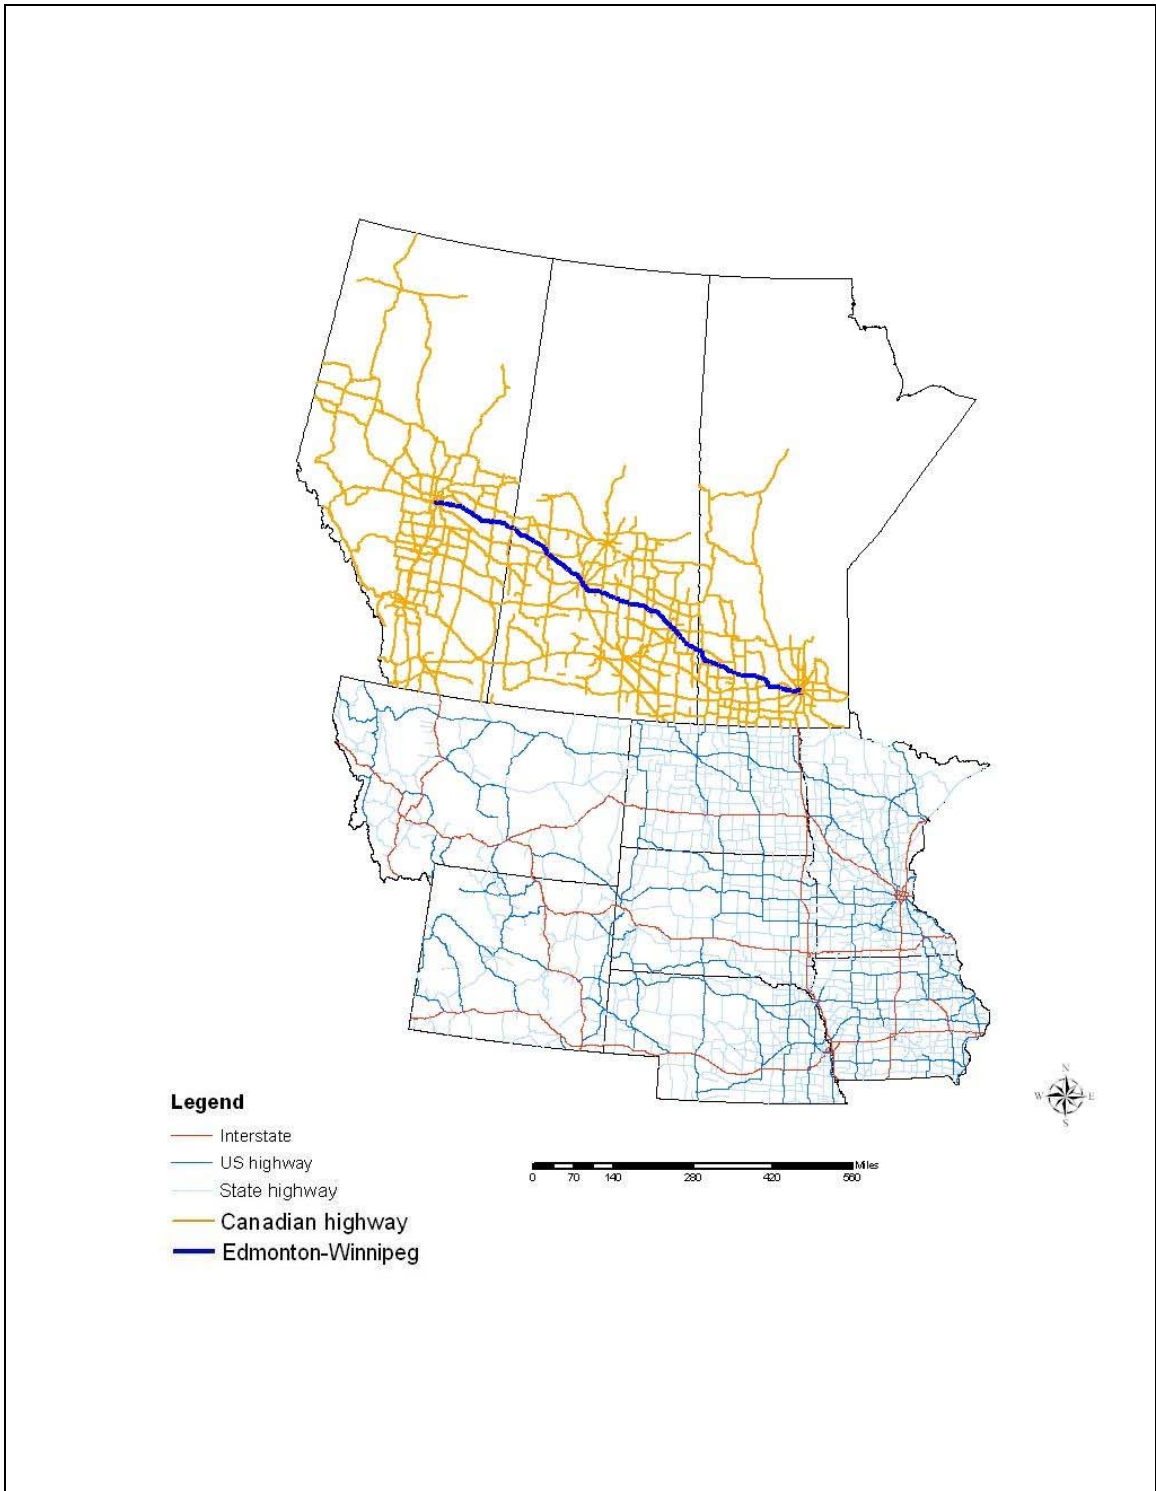 N
W E
S
Legend
Interstate
US highway
State highway
Canadian highway
Edmonton-Winnipeg
Miles
0 70 140 280 420 560